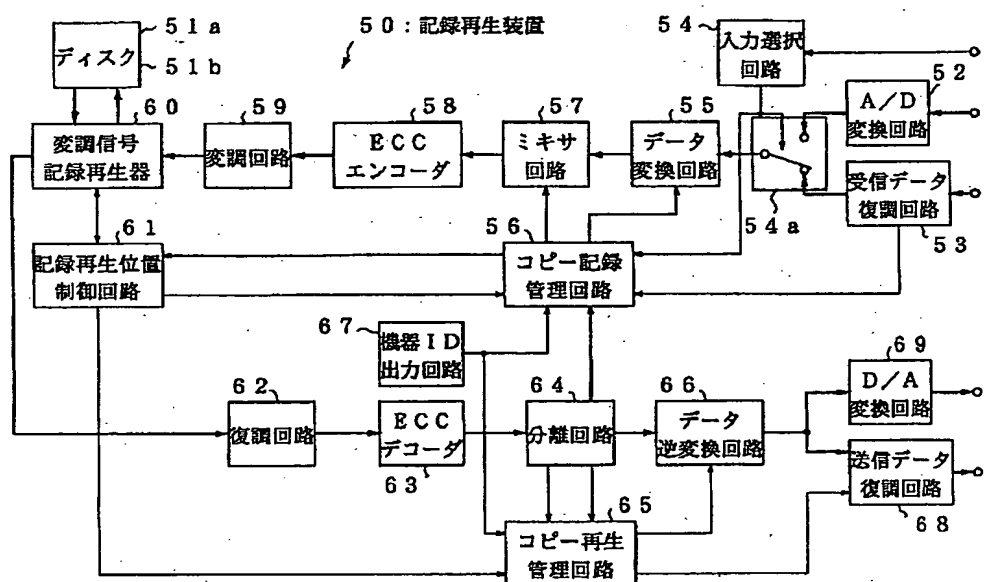 51a
ディスク
51b
50:記録再生装置
54
入力選択
回路
52
A/D
変換回路
60
変調信号
記録再生器
59
変調回路
58
ECC
エンコーダ
57
ミキサ
回路
55
データ
変換回路
54a
受信データ
復調回路
53
61
記録再生位置
制御回路
56
コピー記録
管理回路
67
機器ID
出力回路
62
復調回路
ECC
デコーダ
63
64
分離回路
66
データ
逆変換回路
69
D/A
変換回路
送信データ
復調回路
68
65
コピー再生
管理回路